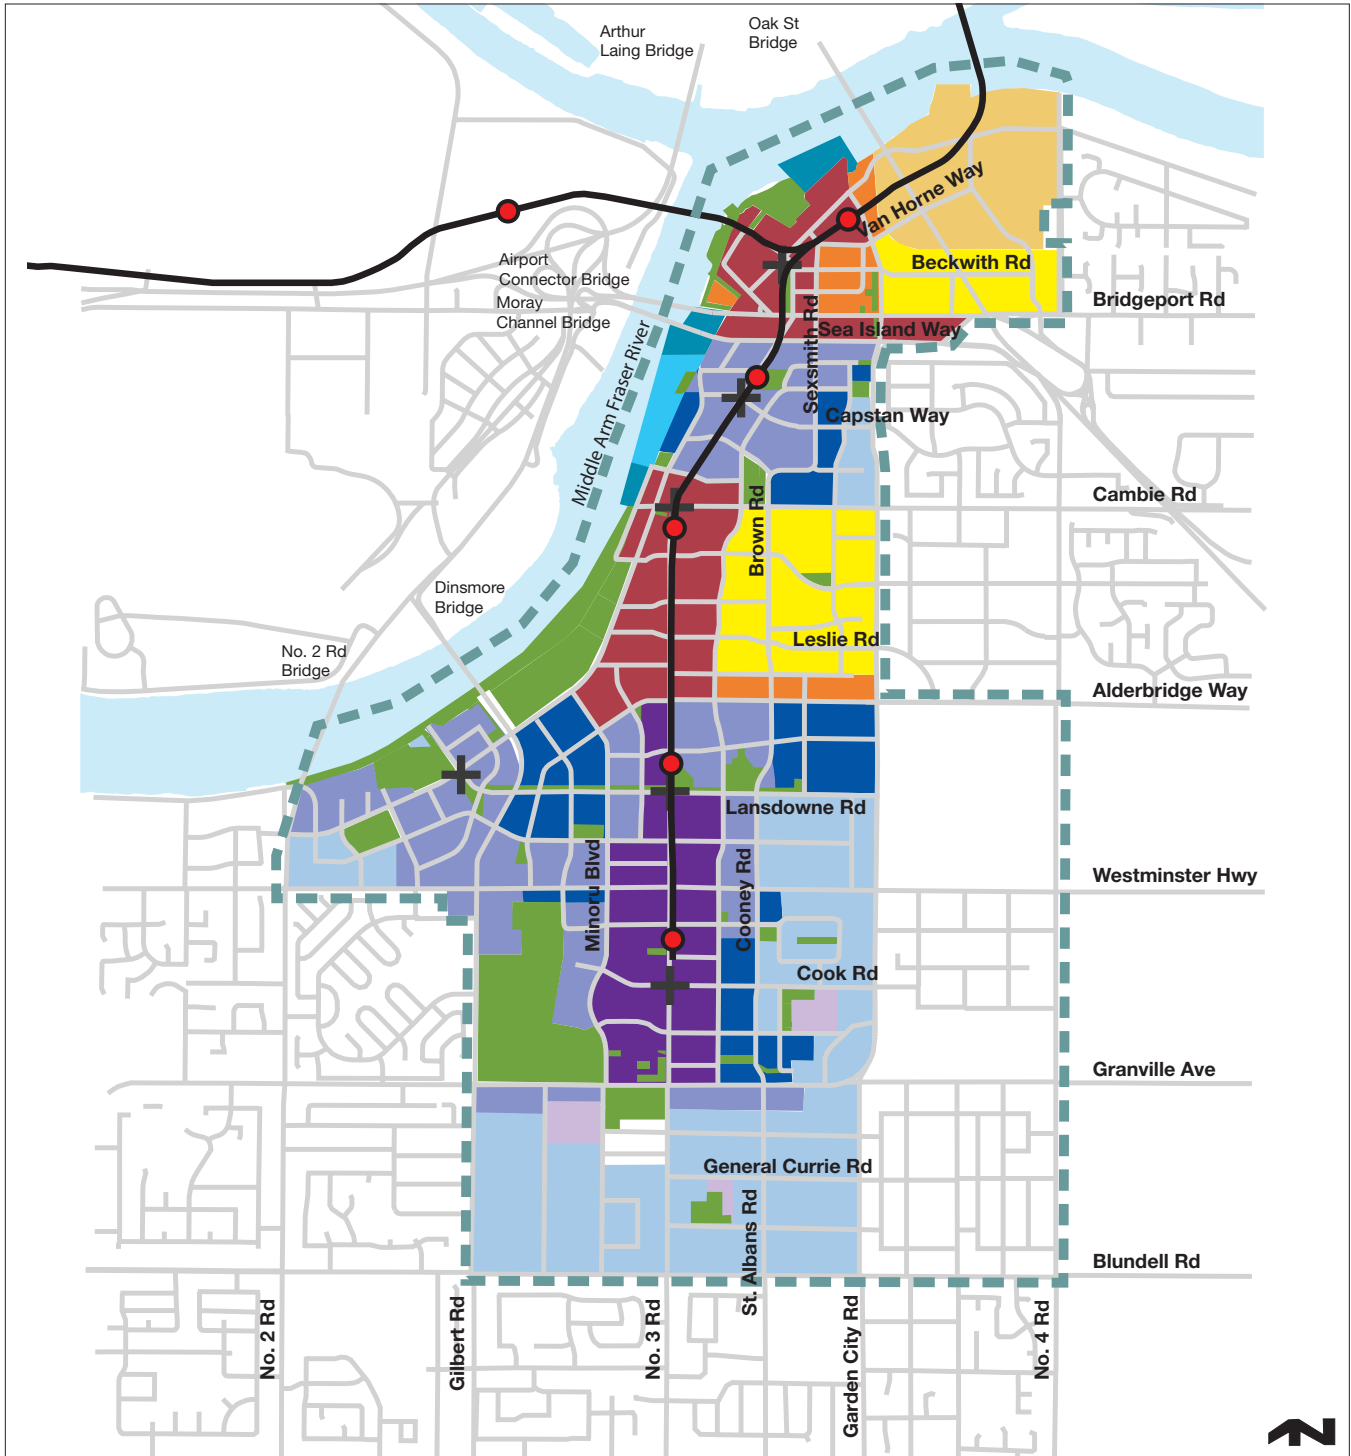 Arthur
Laing Bridge
Oak St
Bridge
Van Horne Way
Airport
Connector Bridge
Beckwith Rd
Moray
Channel Bridge
Bridgeport Rd
Sea Island Way
Sexsmith Rd
Middle Arm Fraser River
Capstan Way
Cambie Rd
Brown Rd
Dinsmore
Bridge
Leslie Rd
No. 2 Rd
Bridge
Alderbridge Way
Lansdowne Rd
Minoru Blvd
Cooney Rd
Westminster Hwy
Cook Rd
Granville Ave
General Currie Rd
St. Albans Rd
Blundell Rd
No. 2 Rd
Gilbert Rd
No. 3 Rd
Garden City Rd
No. 4 Rd
N